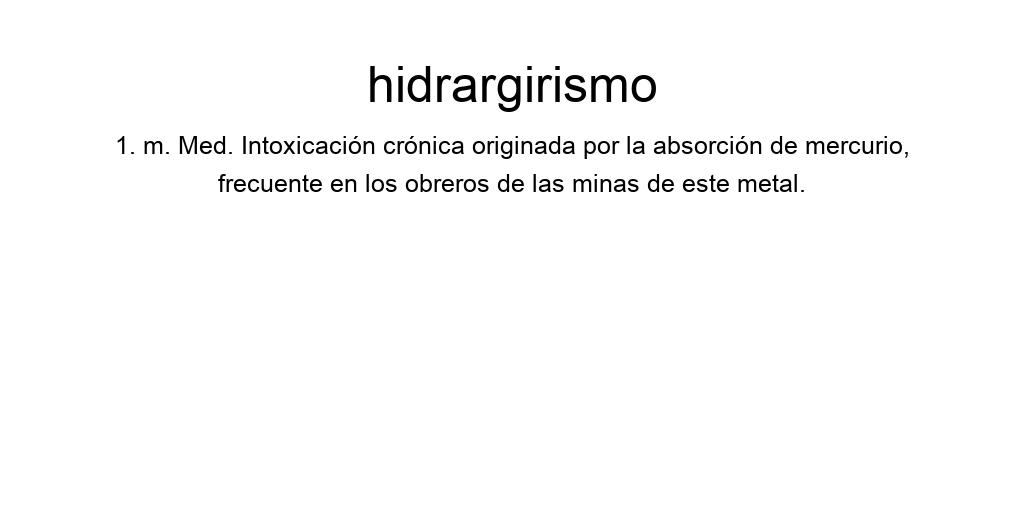 hidrargirismo
1. m. Med. Intoxicación crónica originada por la absorción de mercurio,
frecuente en los obreros de las minas de este metal.